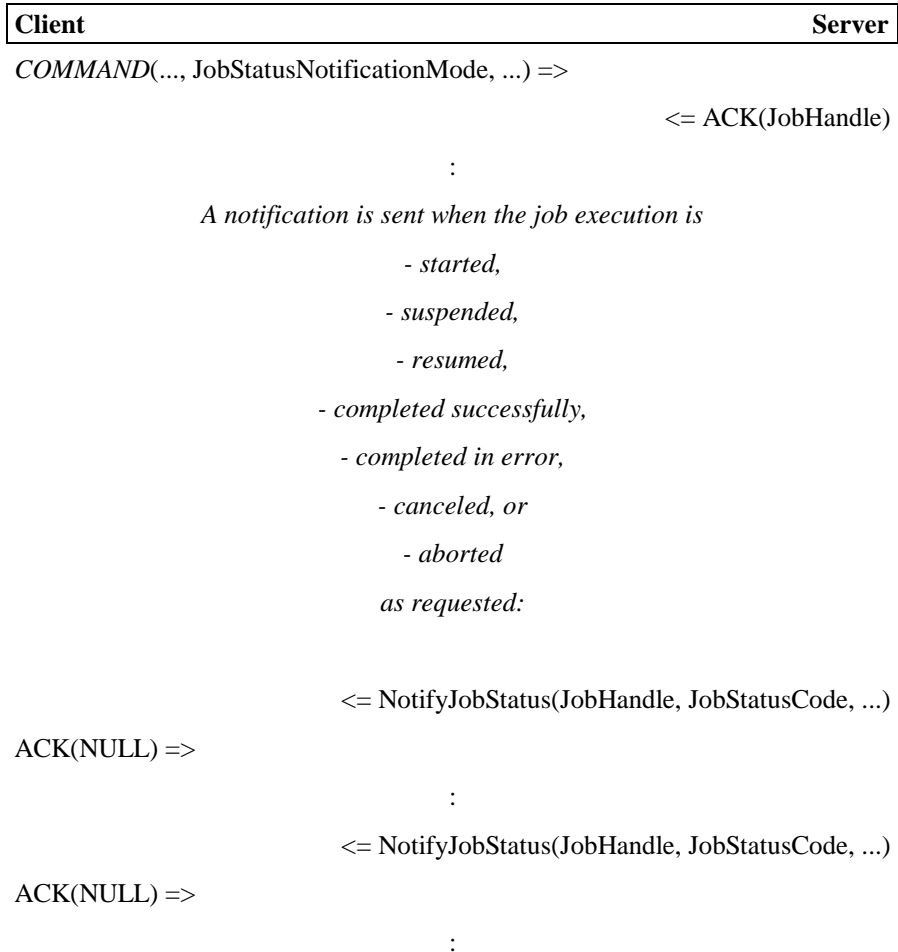 Client Server
COMMAND(..., JobStatusNotificationMode, ...) =>
<= ACK(JobHandle)
:
A notification is sent when the job execution is
- started,
- suspended,
- resumed,
- completed successfully,
- completed in error,
- canceled, or
- aborted
as requested:
<= NotifyJobStatus(JobHandle, JobStatusCode, ...)
ACK(NULL) =>
:
<= NotifyJobStatus(JobHandle, JobStatusCode, ...)
ACK(NULL) =>
: